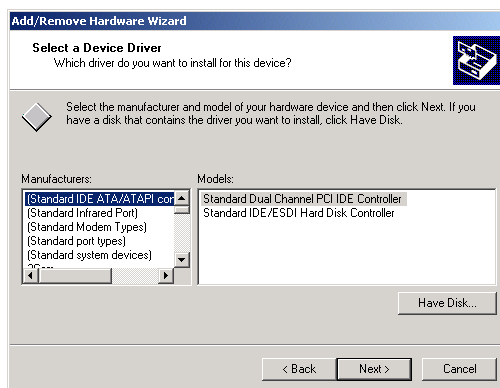 Add/Remove Hardware Wizard
Select a Device Driver
Which driver do you want to install for this device?
Select the manufacturer and model of your hardware device and then click Next. If you
have a disk that contains the driver you want to install, click Have Disk.
Manufacturers:
(Standard IDE ATA/ATAPI con
(Standard Infrared Port)
(Standard Modem Types)
(Standard port types)
(Standard system devices)
Models:
Standard Dual Channel PCI IDE Controller
Standard IDE/ESDI Hard Disk Controller
Have Disk...
< Back
Next >
Cancel